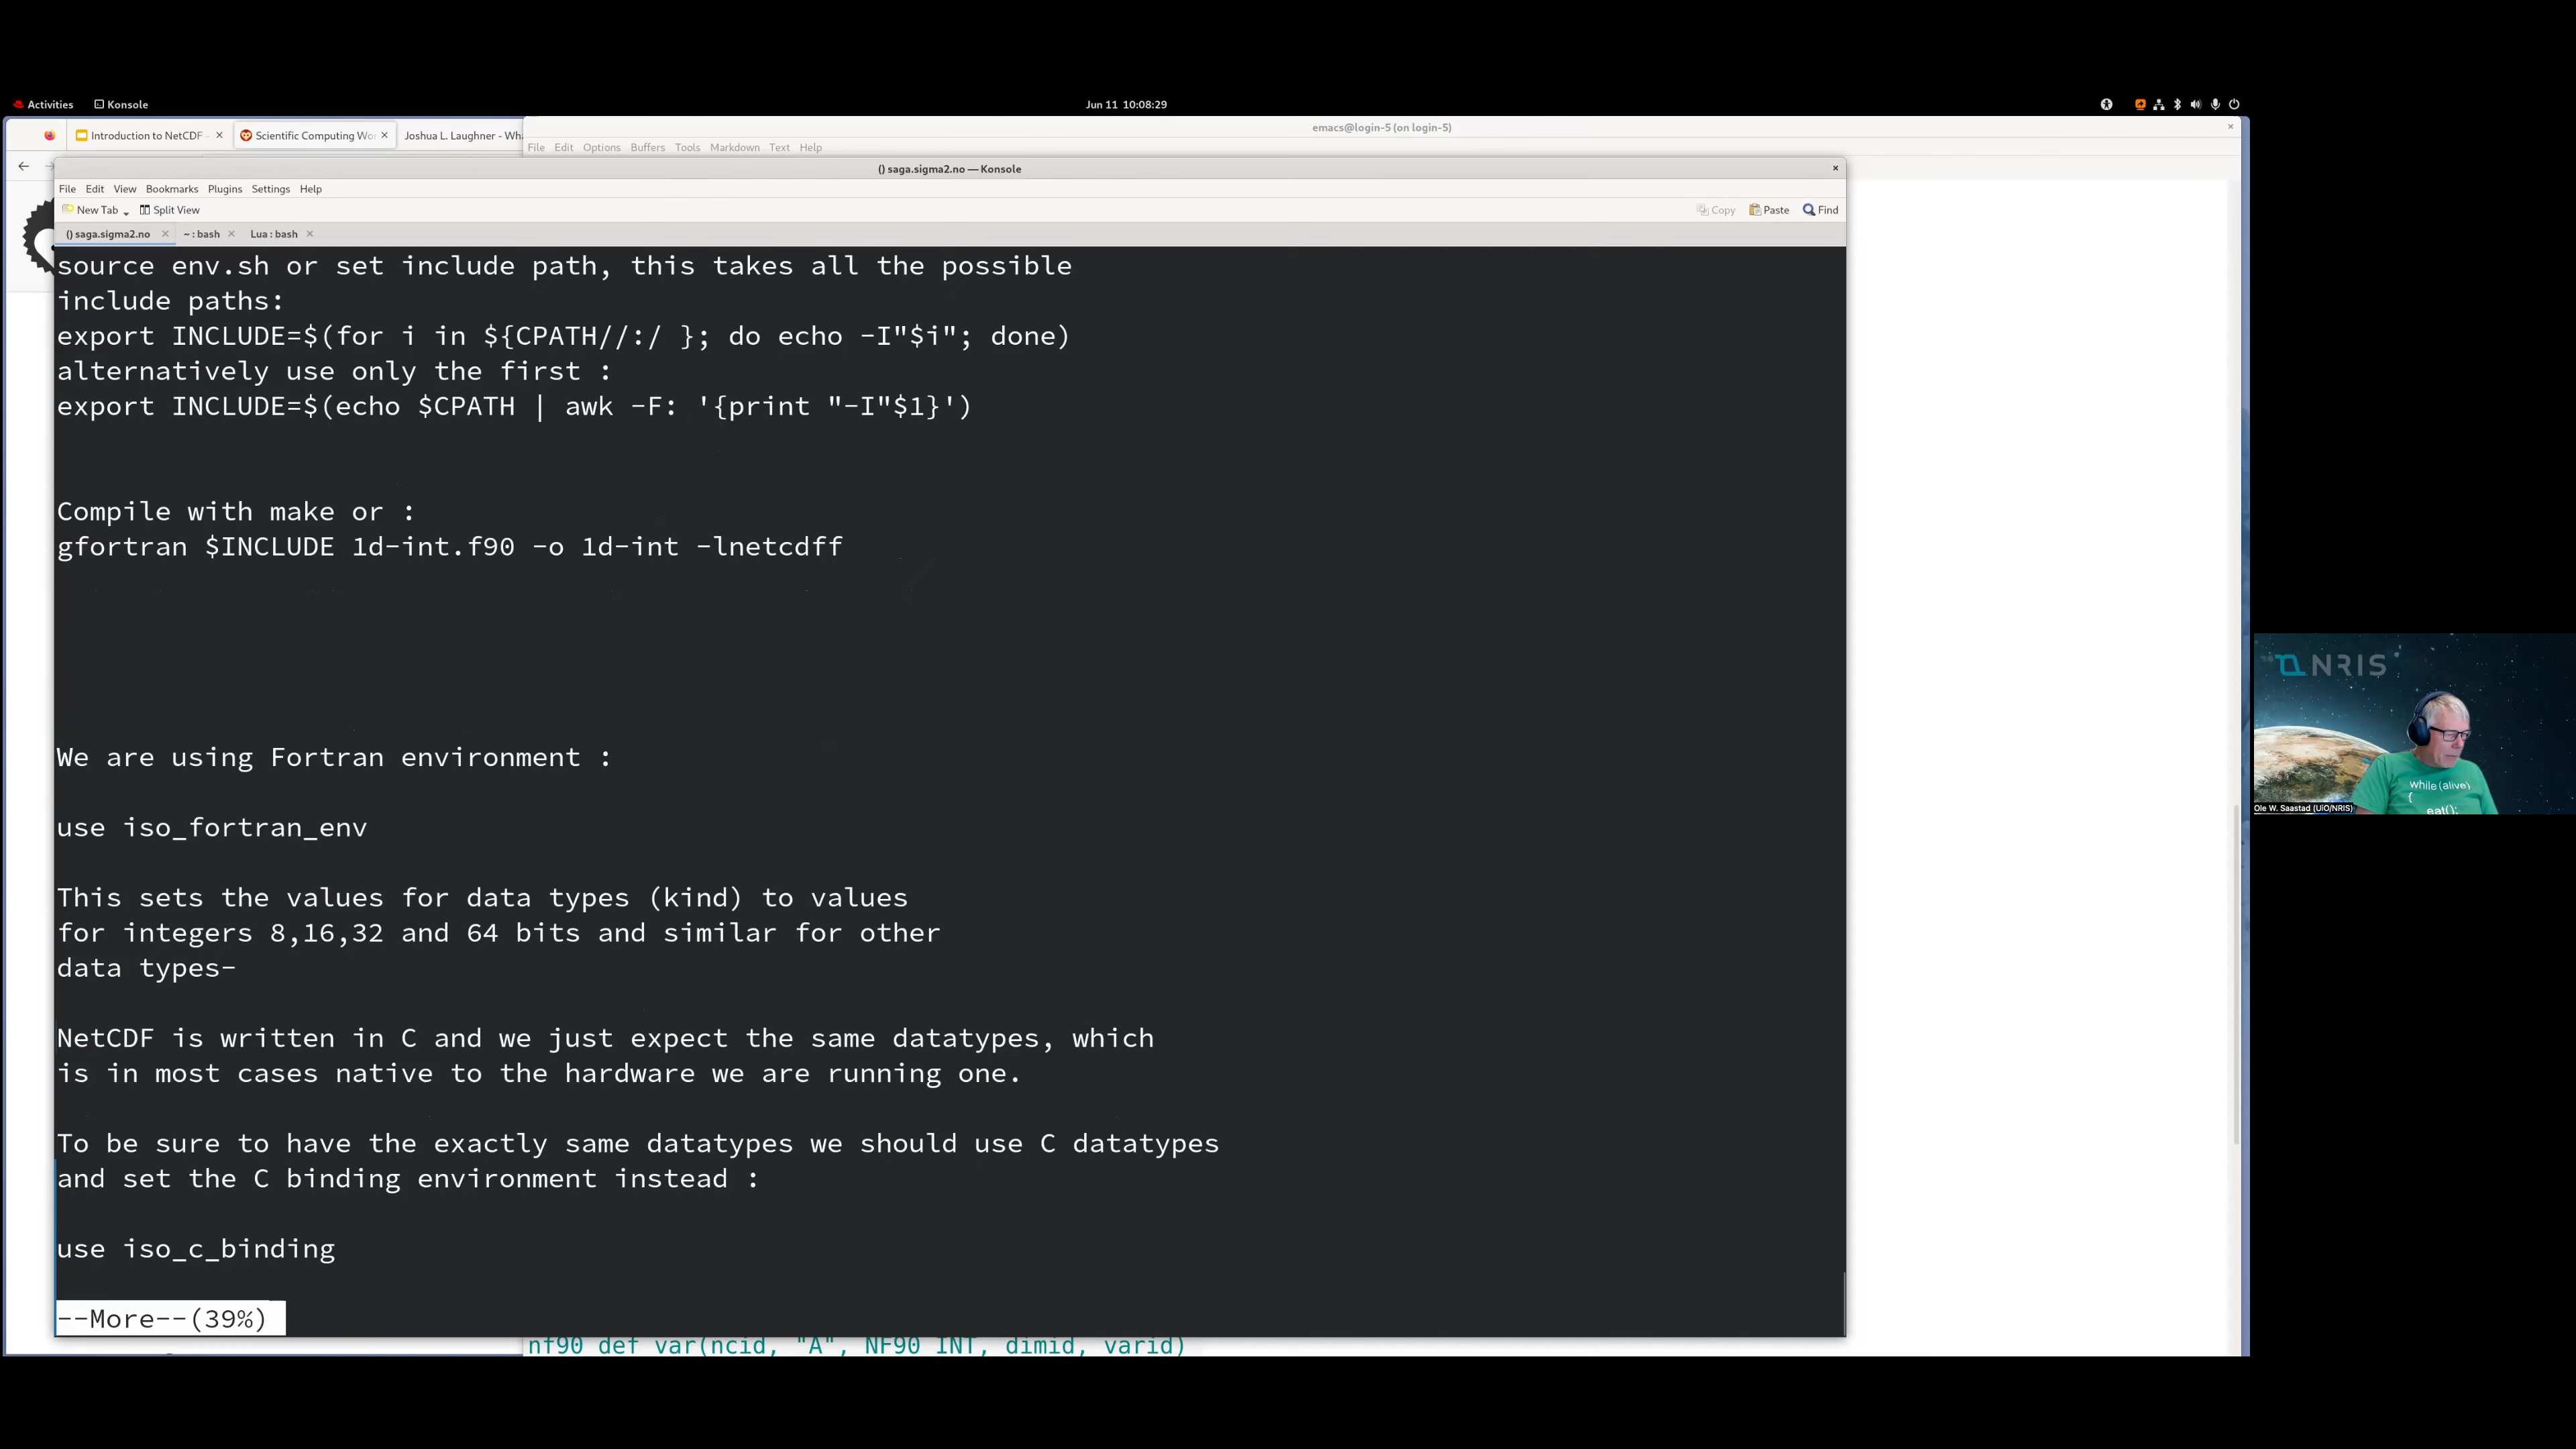 Activities Konsole Jun 11 10:08:29
Introduction to NetCDF - × Scientific Computing Wor × Joshua L. Laughner - Wha
emacs@login-5 (on login-5) ×
File Edit Options Buffers Tools Markdown Text Help
() saga.sigma2.no — Konsole ×
File Edit View Bookmarks Plugins Settings Help
New Tab Split View Copy Paste Find
() saga.sigma2.no × ~ : bash × Lua : bash ×
source env.sh or set include path, this takes all the possible
include paths:
export INCLUDE=$(for i in ${CPATH//:/ }; do echo -I"$i"; done)
alternatively use only the first :
export INCLUDE=$(echo $CPATH | awk -F: '{print "-I"$1}')
Compile with make or :
gfortran $INCLUDE 1d-int.f90 -o 1d-int -lnetcdff
We are using Fortran environment :
use iso_fortran_env
This sets the values for data types (kind) to values
for integers 8,16,32 and 64 bits and similar for other
data types-
NetCDF is written in C and we just expect the same datatypes, which
is in most cases native to the hardware we are running one.
To be sure to have the exactly same datatypes we should use C datatypes
and set the C binding environment instead :
use iso_c_binding
--More--(39%)
nf90_def_var(ncid, "A", NF90_INT, dimid, varid)
NRIS
while (alive)
{
eat();
Ole W. Saastad (UiO/NRIS)